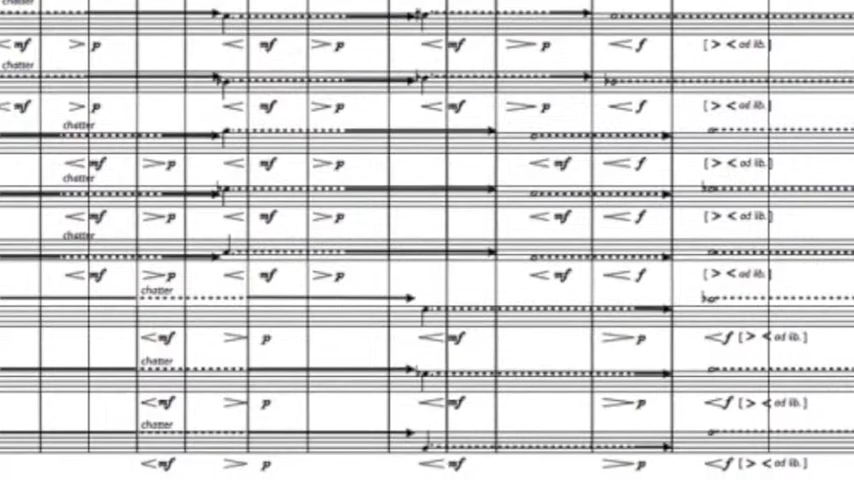 < mf > p < mf > p < mf > p < f [ > < ad lib. ]
chatter
< mf > p < mf > p < mf > p < f [ > < ad lib. ]
chatter
< mf > p < mf > p < mf < f [ > < ad lib. ]
chatter
< mf > p < mf > p < mf < f [ > < ad lib. ]
chatter
< mf > p < mf > p < mf < f [ > < ad lib. ]
chatter
< mf > p < mf > p < f [ > < ad lib. ]
chatter
< mf > p < mf > p < f [ > < ad lib. ]
chatter
< mf > p < mf > p < f [ > < ad lib. ]